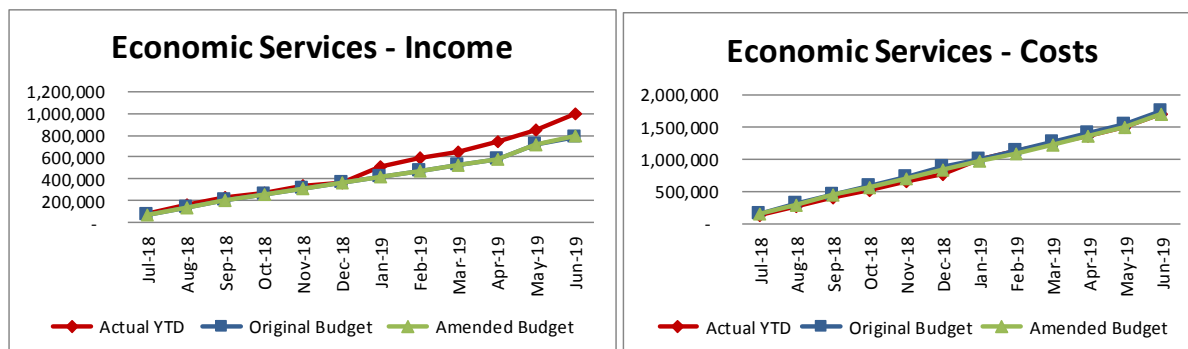 Economic Services - Income
1,200,000
1,000,000
800,000
600,000
400,000
200,000
-
Jul-18
Aug-18
Sep-18
Oct-18
Nov-18
Dec-18
Jan-19
Feb-19
Mar-19
Apr-19
May-19
Jun-19
Actual YTD Original Budget Amended Budget
Economic Services - Costs
2,000,000
1,500,000
1,000,000
500,000
-
Jul-18
Aug-18
Sep-18
Oct-18
Nov-18
Dec-18
Jan-19
Feb-19
Mar-19
Apr-19
May-19
Jun-19
Actual YTD Original Budget Amended Budget